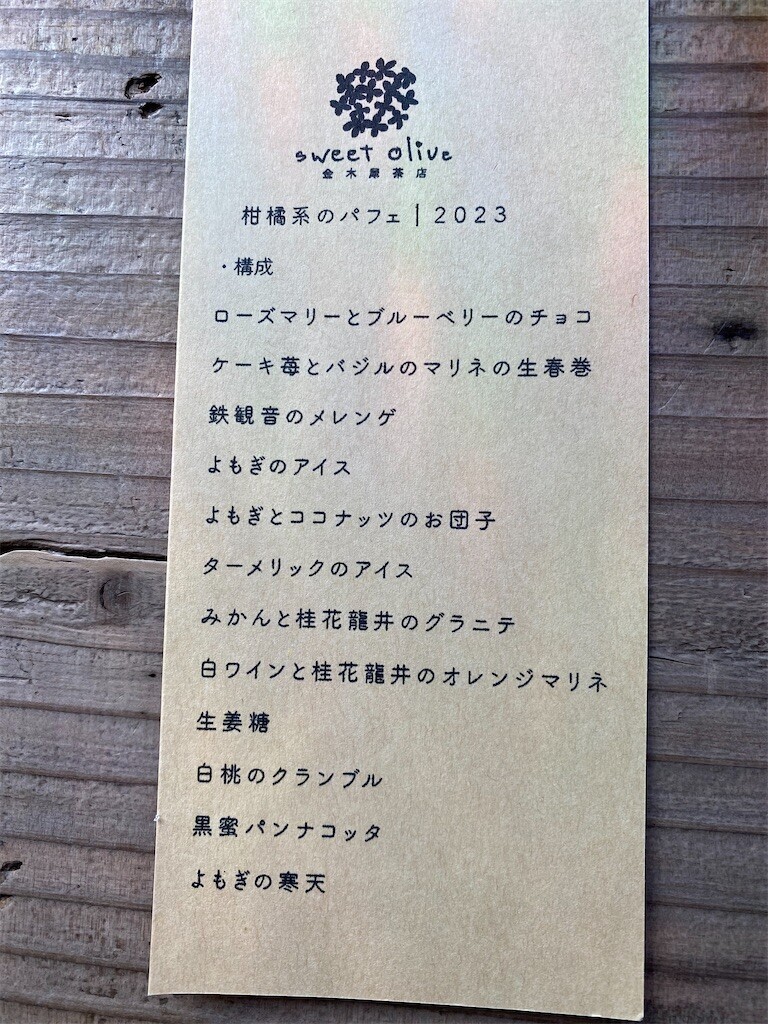 sweet olive
金木犀茶店
柑橘系のパフェ|2023
・構成
ローズマリーとブルーベリーのチョコ
ケーキ苺とバジルのマリネの生春巻
鉄観音のメレンゲ
よもぎのアイス
よもぎとココナッツのお団子
ターメリックのアイス
みかんと桂花龍井のグラニテ
白ワインと桂花龍井のオレンジマリネ
生姜糖
白桃のクランブル
黒蜜パンナコッタ
よもぎの寒天